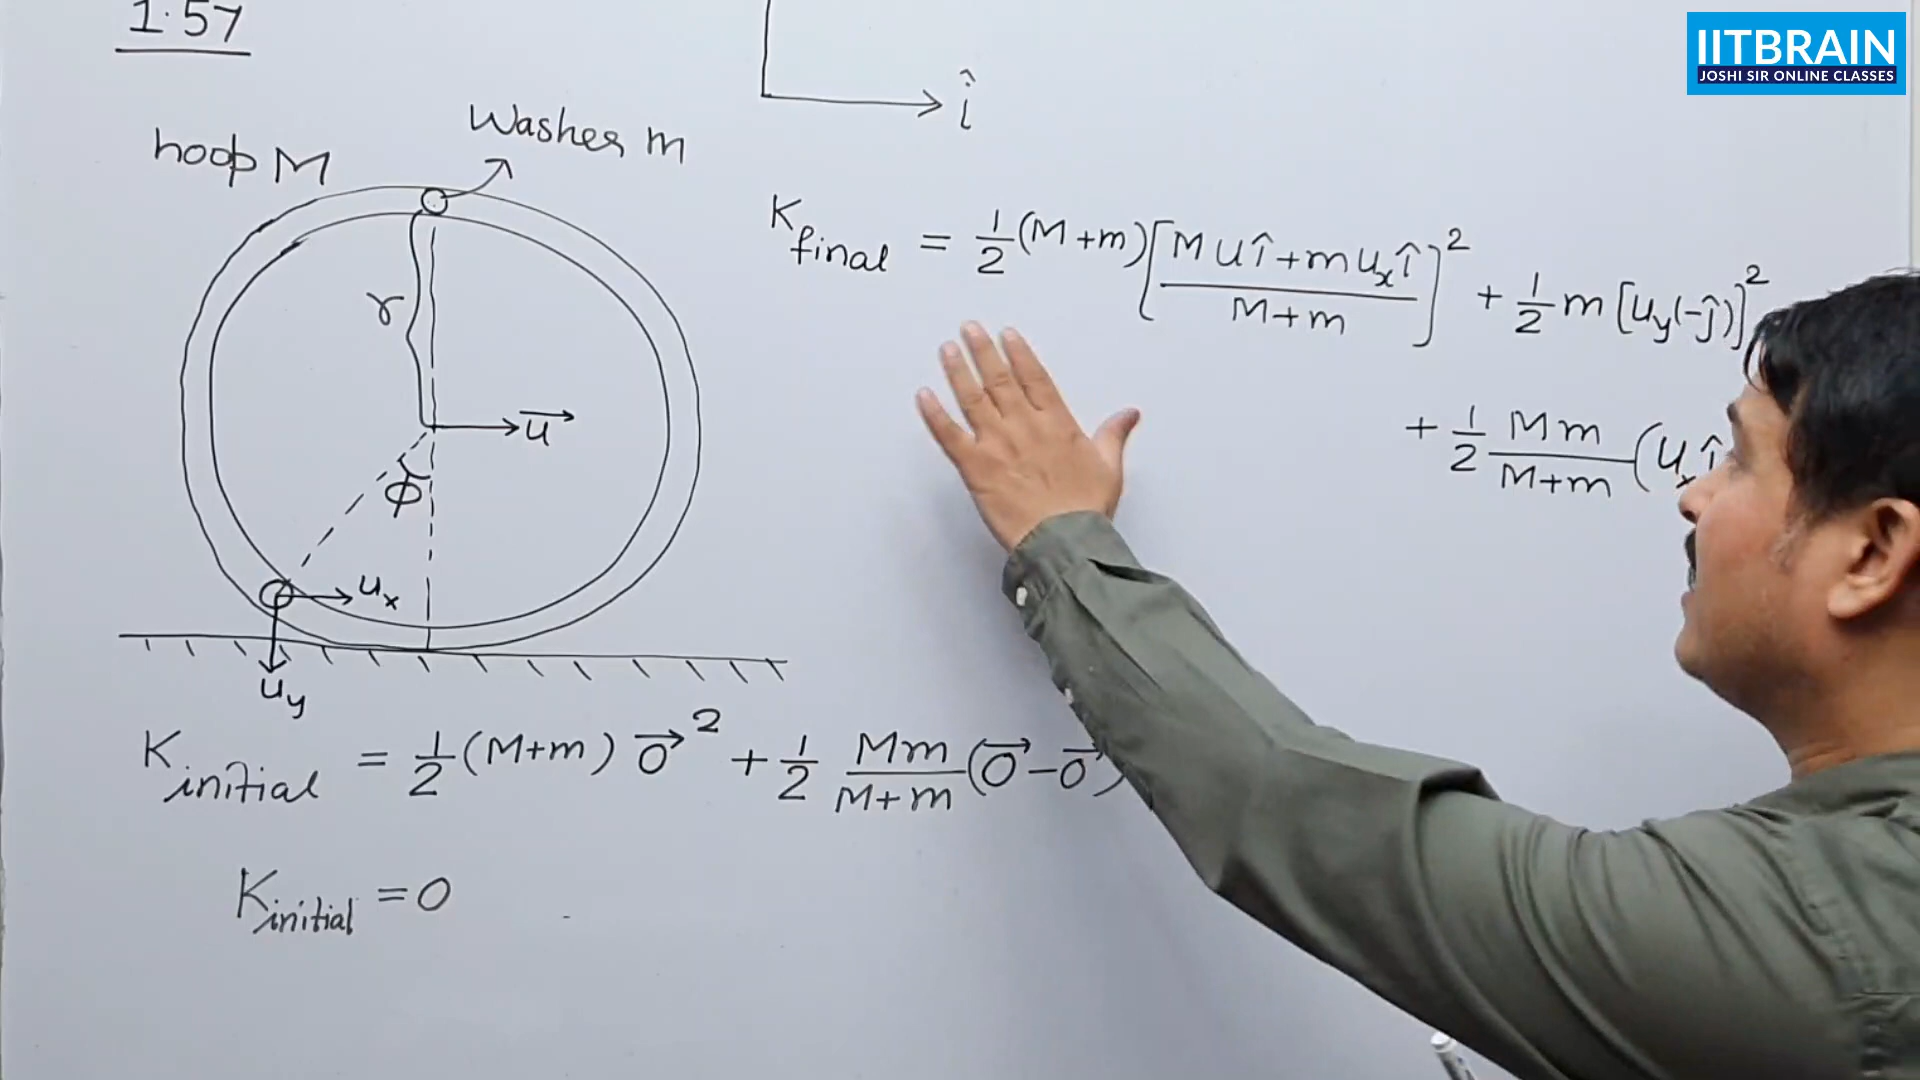 1.57
IITBRAIN
JOSHI SIR ONLINE CLASSES
î
Washer m
hoop M
r
u⃗
ϕ
u_x
u_y
K_final = 1/2 (M+m) [(M u î + m u_x î)/(M+m)]² + 1/2 m [u_y(-ĵ)]²
+ 1/2 Mm/(M+m) (u_x î
K_initial = 1/2 (M+m) 0⃗² + 1/2 Mm/(M+m) (0⃗ - 0⃗)
K_initial = 0